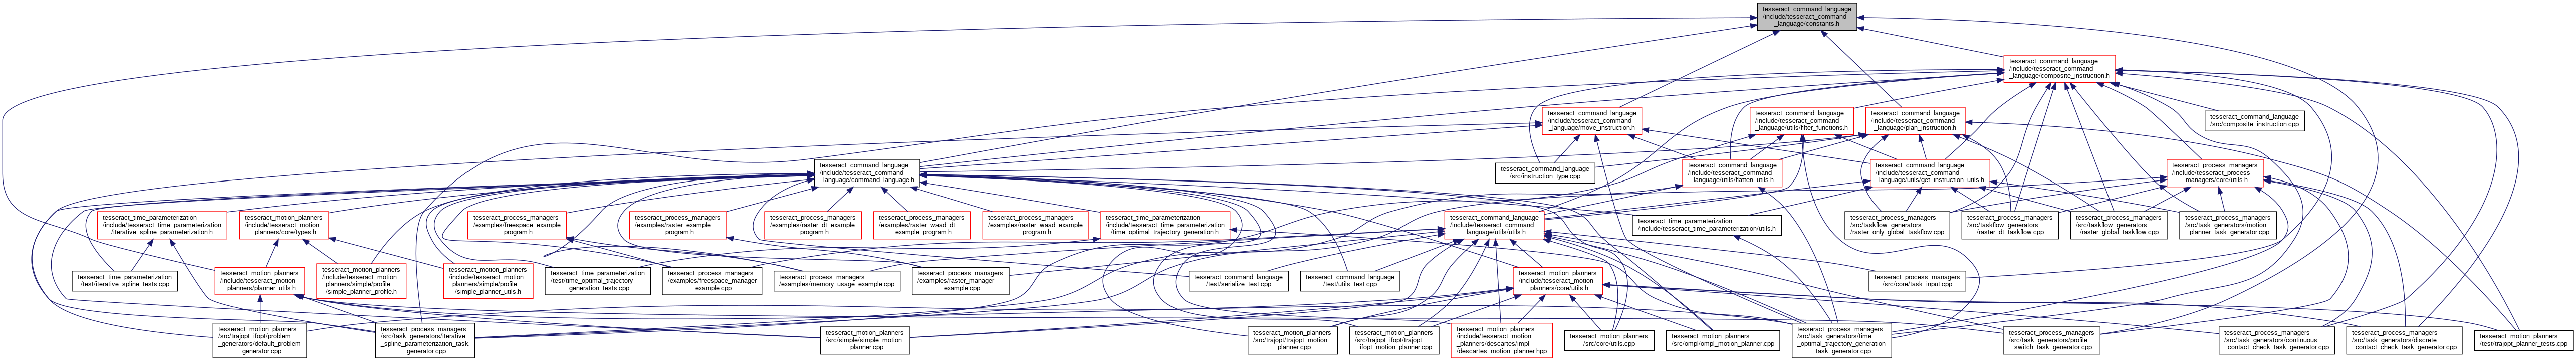 tesseract_command_language
/include/tesseract_command
_language/constants.h
tesseract_command_language
/include/tesseract_command
_language/composite_instruction.h
tesseract_command_language
/include/tesseract_command
_language/move_instruction.h
tesseract_command_language
/include/tesseract_command
_language/utils/filter_functions.h
tesseract_command_language
/include/tesseract_command
_language/plan_instruction.h
tesseract_command_language
/src/composite_instruction.cpp
tesseract_command_language
/include/tesseract_command
_language/command_language.h
tesseract_command_language
/src/instruction_type.cpp
tesseract_command_language
/include/tesseract_command
_language/utils/flatten_utils.h
tesseract_command_language
/include/tesseract_command
_language/utils/get_instruction_utils.h
tesseract_process_managers
/include/tesseract_process
_managers/core/utils.h
tesseract_time_parameterization
/include/tesseract_time_parameterization
/iterative_spline_parameterization.h
tesseract_motion_planners
/include/tesseract_motion
_planners/core/types.h
tesseract_process_managers
/examples/freespace_example
_program.h
tesseract_process_managers
/examples/raster_example
_program.h
tesseract_process_managers
/examples/raster_dt_example
_program.h
tesseract_process_managers
/examples/raster_waad_dt
_example_program.h
tesseract_process_managers
/examples/raster_waad_example
_program.h
tesseract_time_parameterization
/include/tesseract_time_parameterization
/time_optimal_trajectory_generation.h
tesseract_command_language
/include/tesseract_command
_language/utils/utils.h
tesseract_time_parameterization
/include/tesseract_time_parameterization/utils.h
tesseract_process_managers
/src/taskflow_generators
/raster_only_global_taskflow.cpp
tesseract_process_managers
/src/taskflow_generators
/raster_dt_taskflow.cpp
tesseract_process_managers
/src/taskflow_generators
/raster_global_taskflow.cpp
tesseract_process_managers
/src/task_generators/motion
_planner_task_generator.cpp
tesseract_time_parameterization
/test/iterative_spline_tests.cpp
tesseract_motion_planners
/include/tesseract_motion
_planners/planner_utils.h
tesseract_motion_planners
/include/tesseract_motion
_planners/simple/profile
/simple_planner_profile.h
tesseract_motion_planners
/include/tesseract_motion
_planners/simple/profile
/simple_planner_utils.h
tesseract_time_parameterization
/test/time_optimal_trajectory
_generation_tests.cpp
tesseract_process_managers
/examples/freespace_manager
_example.cpp
tesseract_process_managers
/examples/memory_usage_example.cpp
tesseract_process_managers
/examples/raster_manager
_example.cpp
tesseract_command_language
/test/serialize_test.cpp
tesseract_command_language
/test/utils_test.cpp
tesseract_motion_planners
/include/tesseract_motion
_planners/core/utils.h
tesseract_process_managers
/src/core/task_input.cpp
tesseract_motion_planners
/src/trajopt_ifopt/problem
_generators/default_problem
_generator.cpp
tesseract_process_managers
/src/task_generators/iterative
_spline_parameterization_task
_generator.cpp
tesseract_motion_planners
/src/simple/simple_motion
_planner.cpp
tesseract_motion_planners
/src/trajopt/trajopt_motion
_planner.cpp
tesseract_motion_planners
/src/trajopt_ifopt/trajopt
_ifopt_motion_planner.cpp
tesseract_motion_planners
/include/tesseract_motion
_planners/descartes/impl
/descartes_motion_planner.hpp
tesseract_motion_planners
/src/core/utils.cpp
tesseract_motion_planners
/src/ompl/ompl_motion_planner.cpp
tesseract_process_managers
/src/task_generators/time
_optimal_trajectory_generation
_task_generator.cpp
tesseract_process_managers
/src/task_generators/profile
_switch_task_generator.cpp
tesseract_process_managers
/src/task_generators/continuous
_contact_check_task_generator.cpp
tesseract_process_managers
/src/task_generators/discrete
_contact_check_task_generator.cpp
tesseract_motion_planners
/test/trajopt_planner_tests.cpp